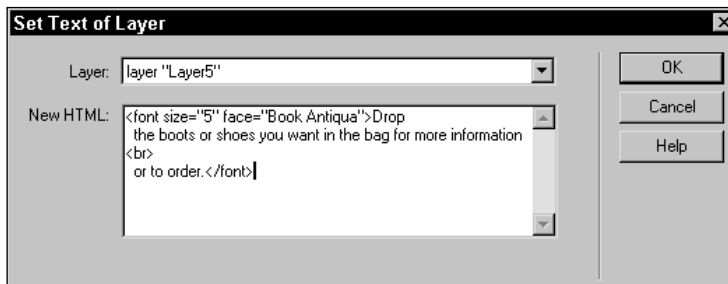 Set Text of Layer
Layer: layer "Layer5"
OK
New HTML: <font size="5" face="Book Antiqua">Drop
the boots or shoes you want in the bag for more information
<br>
or to order.</font>
Cancel
Help